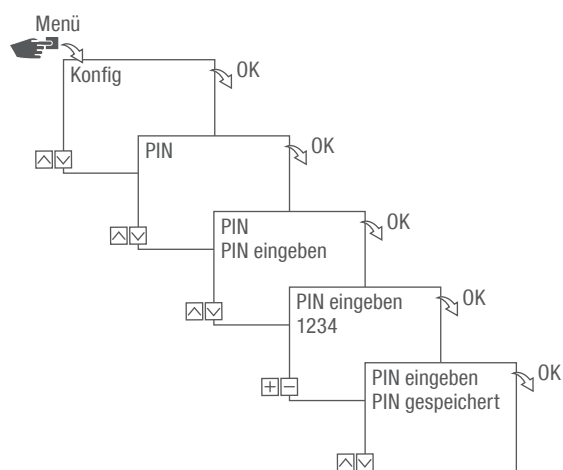 Menü
Konfig
OK
PIN
OK
PIN
PIN eingeben
OK
PIN eingeben
1234
OK
+ −
PIN eingeben
PIN gespeichert
OK